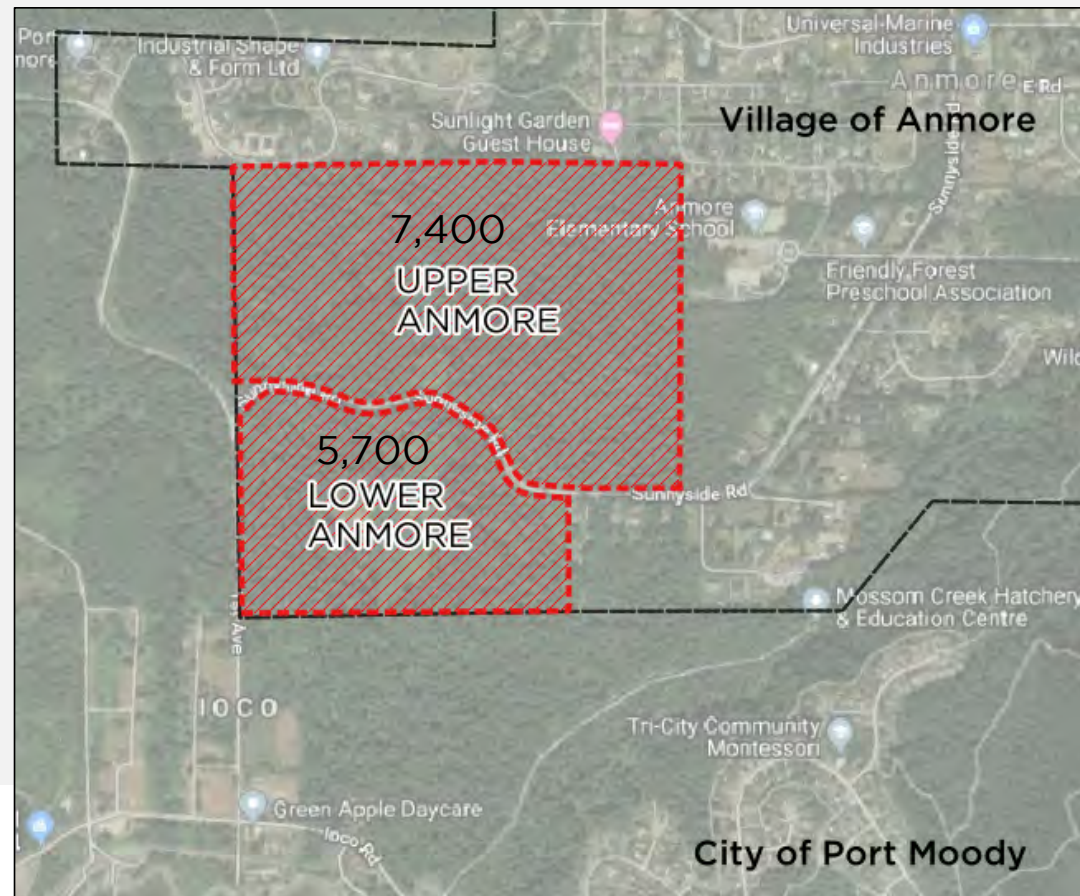 Port
Industrial Shape
& Form Ltd
Universal Marine
Industries
Anmore
E Rd
Sunlight Garden
Guest House
Village of Anmore
Sunnyside
7,400
UPPER
ANMORE
Anmore
Elementary School
Friendly Forest
Preschool Association
5,700
LOWER
ANMORE
Sunnyside Rd
Mossom Creek Hatchery
& Education Centre
1st Ave
IOCO
Tri-City Community
Montessori
Green Apple Daycare
Ioco Rd
City of Port Moody